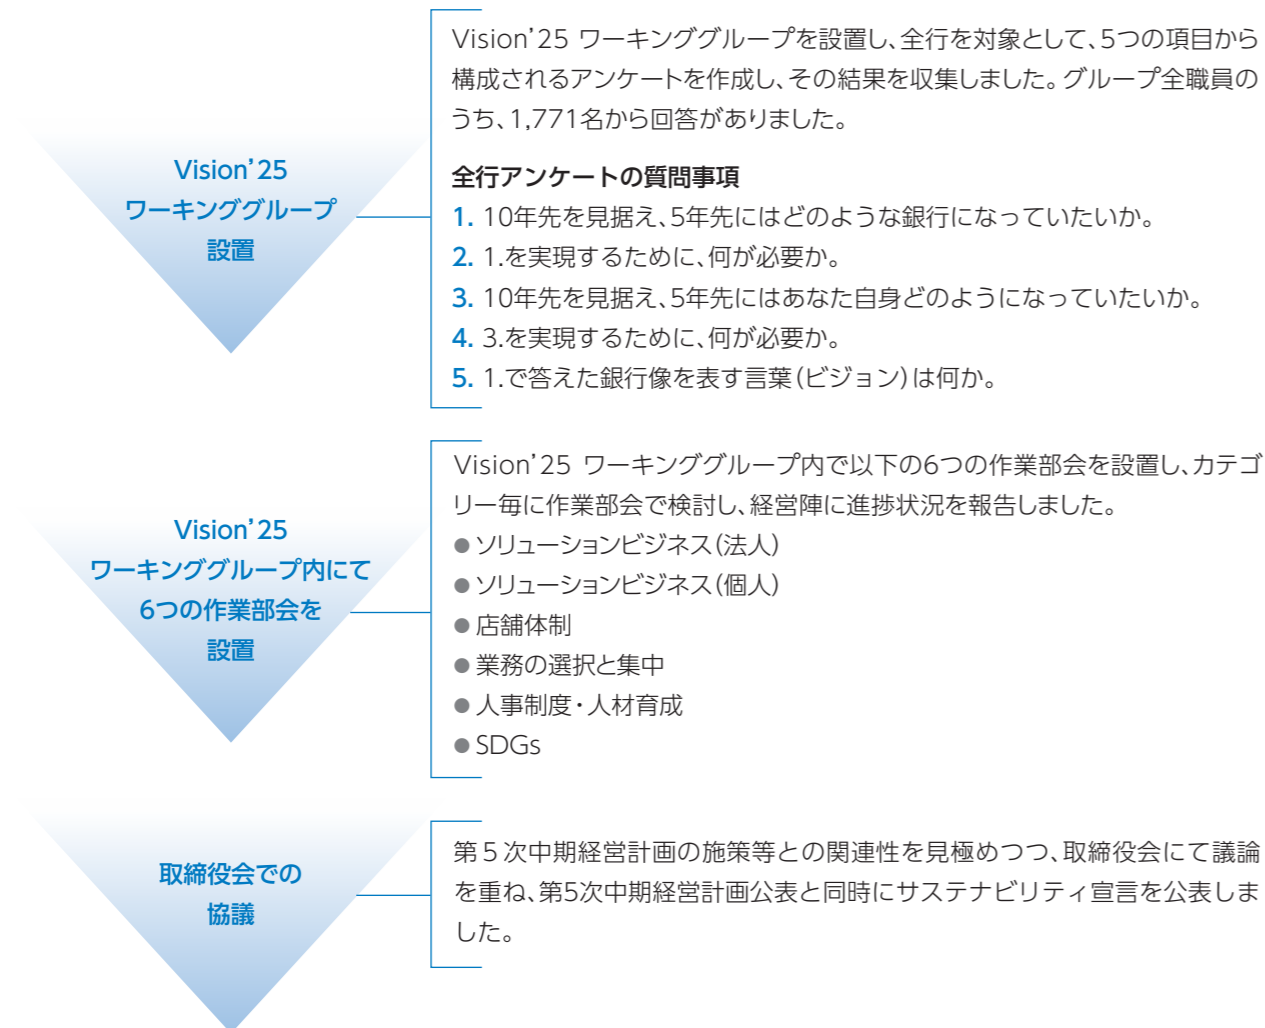 Vision’25 ワーキンググループを設置し、全行を対象として、5つの項目から
構成されるアンケートを作成し、その結果を収集しました。グループ全職員の
うち、1,771名から回答がありました。
Vision’25
ワーキンググループ
設置
全行アンケートの質問事項
1. 10年先を見据え、5年先にはどのような銀行になっていたいか。
2. 1.を実現するために、何が必要か。
3. 10年先を見据え、5年先にはあなた自身どのようになっていたいか。
4. 3.を実現するために、何が必要か。
5. 1.で答えた銀行像を表す言葉（ビジョン）は何か。
Vision’25
ワーキンググループ内にて
6つの作業部会を
設置
Vision’25 ワーキンググループ内で以下の6つの作業部会を設置し、カテゴ
リー毎に作業部会で検討し、経営陣に進捗状況を報告しました。
●ソリューションビジネス（法人）
●ソリューションビジネス（個人）
●店舗体制
●業務の選択と集中
●人事制度・人材育成
●SDGs
取締役会での
協議
第５次中期経営計画の施策等との関連性を見極めつつ、取締役会にて議論
を重ね、第5次中期経営計画公表と同時にサステナビリティ宣言を公表しま
した。